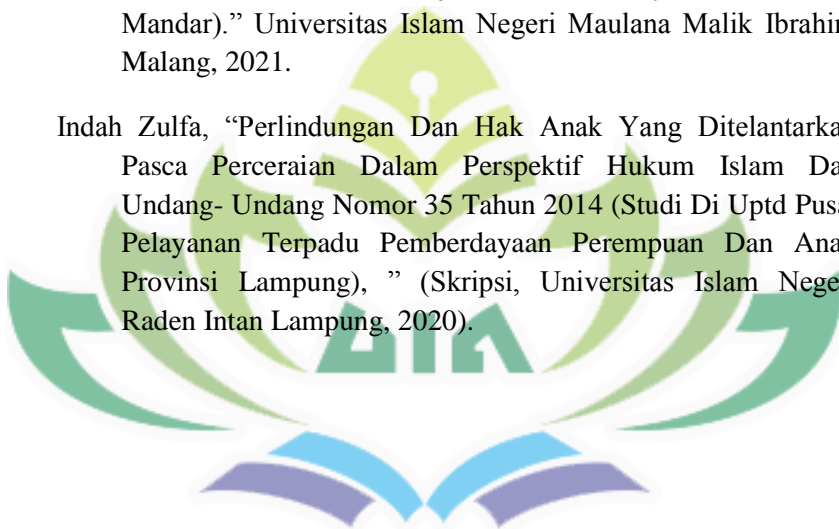 Mandar).” Universitas Islam Negeri Maulana Malik Ibrahim
Malang, 2021.
Indah Zulfa, “Perlindungan Dan Hak Anak Yang Ditelantarka
Pasca Perceraian Dalam Perspektif Hukum Islam Da
Undang- Undang Nomor 35 Tahun 2014 (Studi Di Uptd Pusa
Pelayanan Terpadu Pemberdayaan Perempuan Dan Ana
Provinsi Lampung), ” (Skripsi, Universitas Islam Nege
Raden Intan Lampung, 2020).